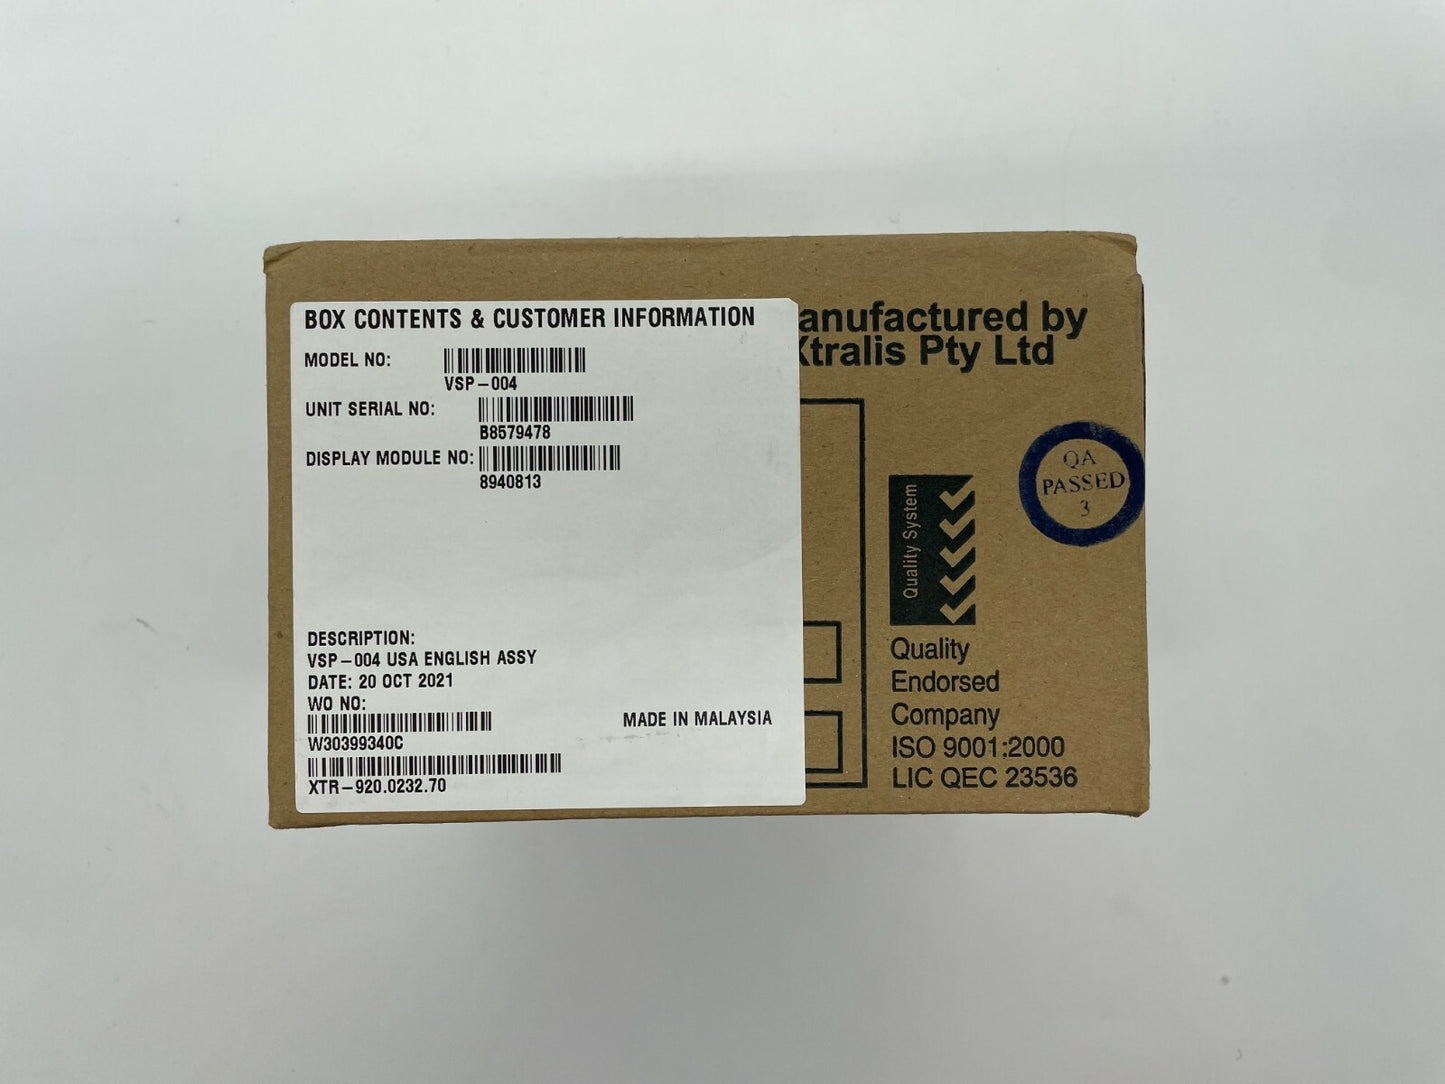 BOX CONTENTS & CUSTOMER INFORMATION
MODEL NO:
VSP-004
UNIT SERIAL NO:
B8579478
DISPLAY MODULE NO:
8940813
DESCRIPTION:
VSP-004 USA ENGLISH ASSY
DATE: 20 OCT 2021
WO NO:
W30399340C
MADE IN MALAYSIA
XTR-920.0232.70
anufactured by
Xtralis Pty Ltd
QA
PASSED
3
Quality System
Quality
Endorsed
Company
ISO 9001:2000
LIC QEC 23536